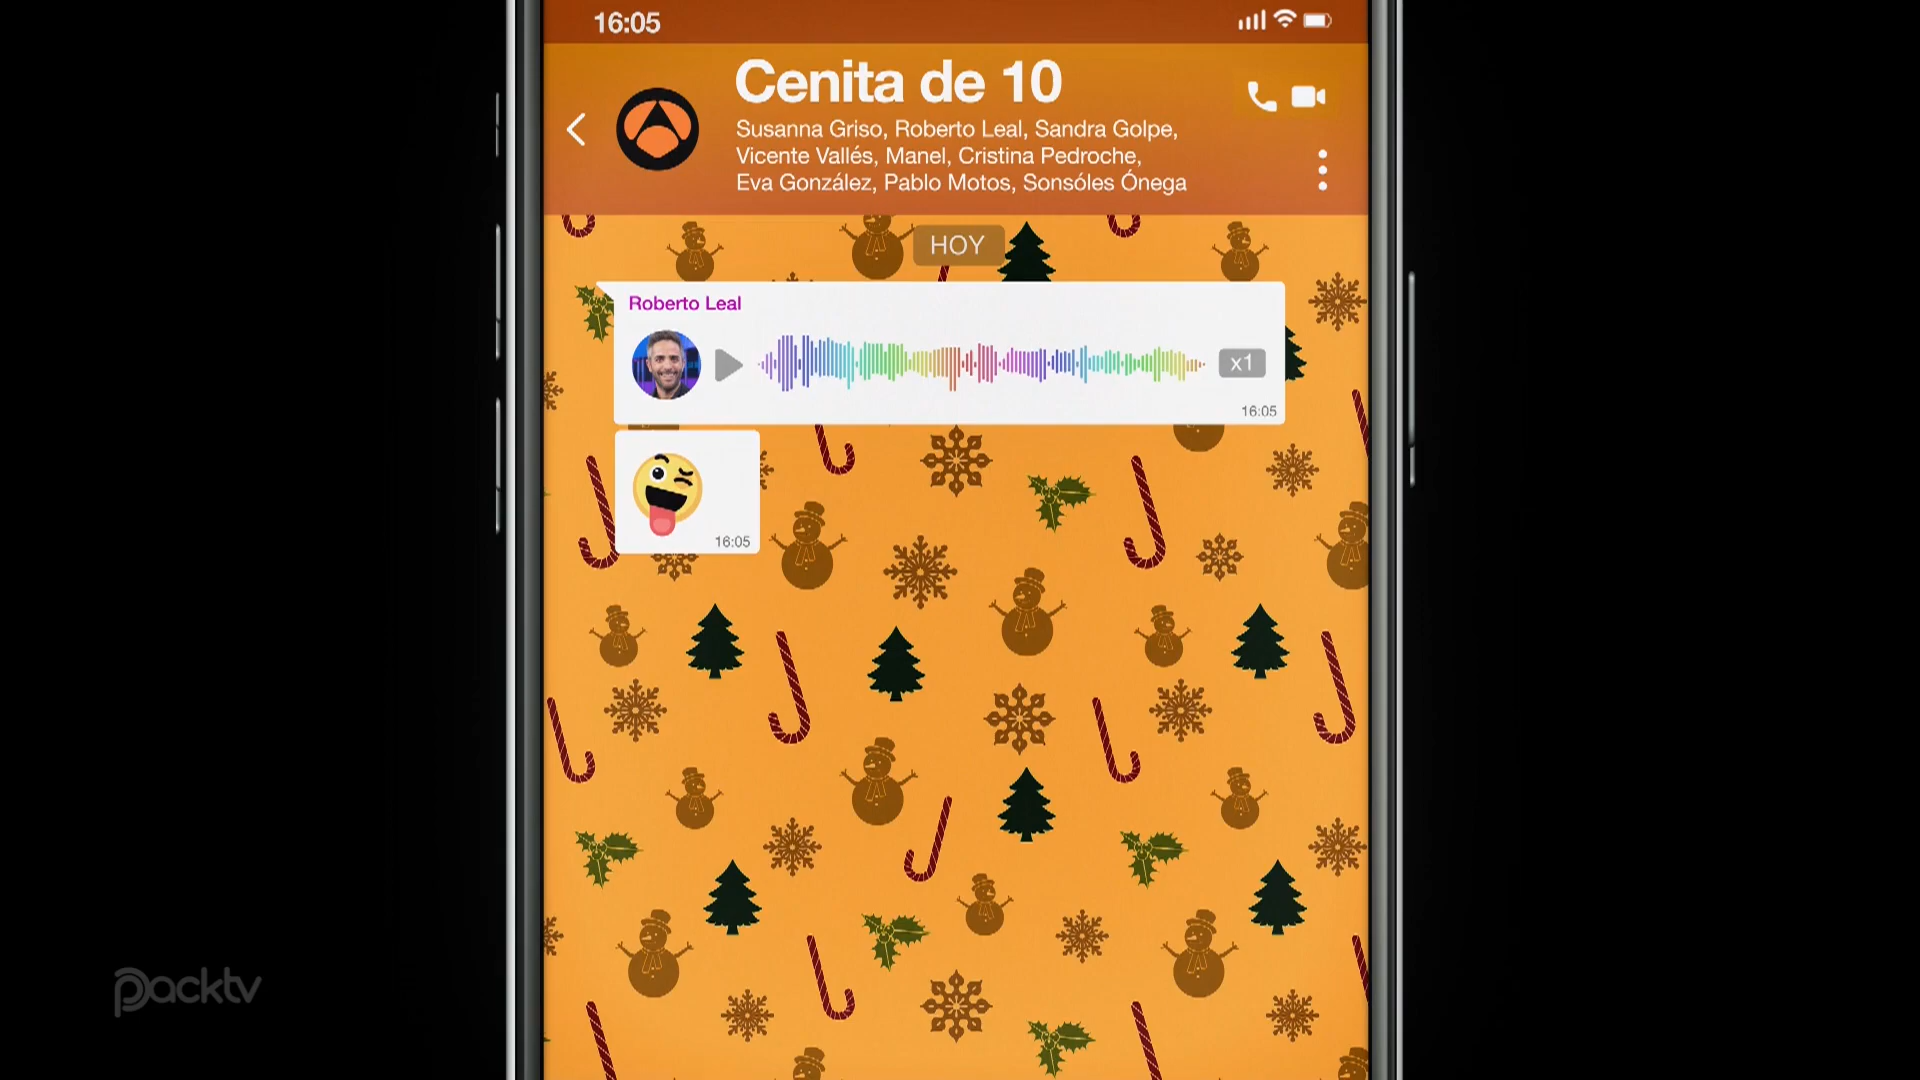 16:05
Cenita de 10
Susanna Griso, Roberto Leal, Sandra Golpe,
Vicente Vallés, Manel, Cristina Pedroche,
Eva González, Pablo Motos, Sonsóles Ónega
HOY
Roberto Leal
x1
16:05
16:05
packtv